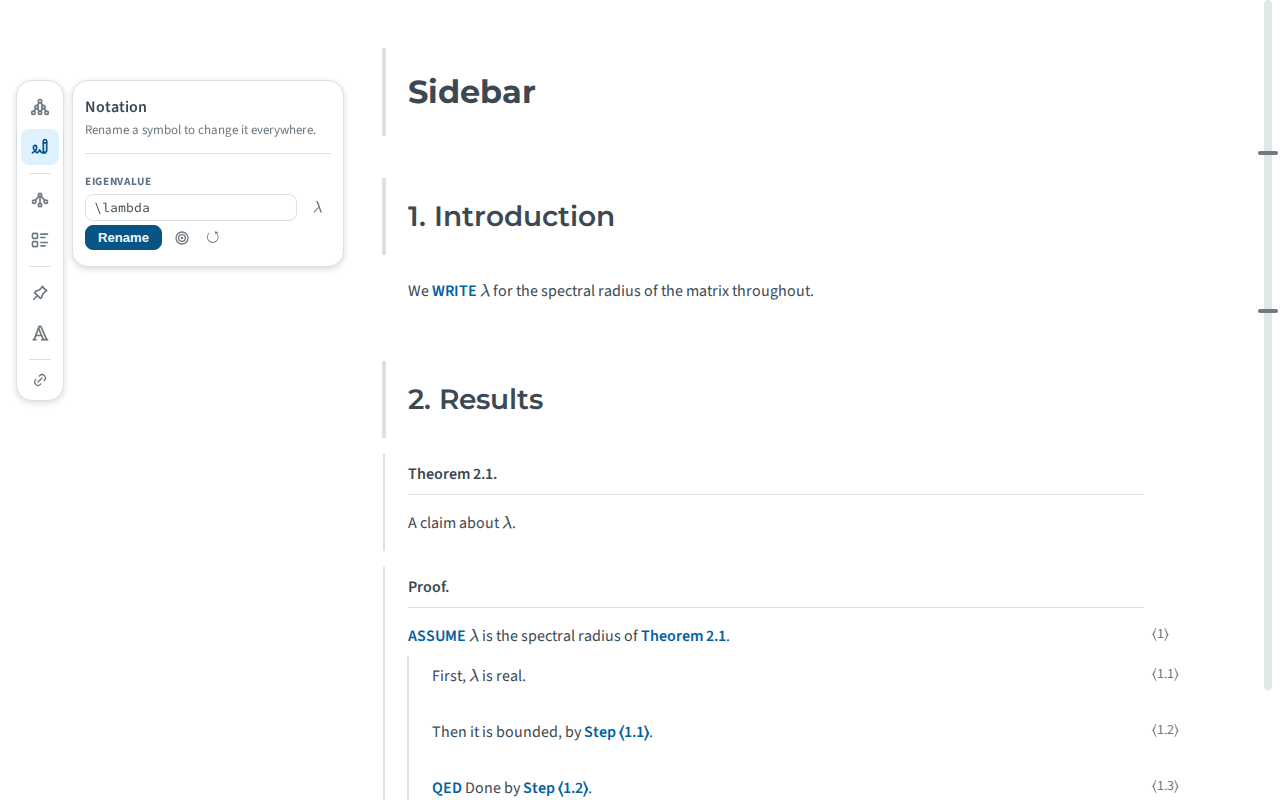 Sidebar
Notation
Rename a symbol to change it everywhere.
EIGENVALUE
\lambda
λ
Rename
1. Introduction
We WRITE λ for the spectral radius of the matrix throughout.
2. Results
Theorem 2.1.
A claim about λ.
Proof.
ASSUME λ is the spectral radius of Theorem 2.1. ⟨1⟩
First, λ is real. ⟨1.1⟩
Then it is bounded, by Step ⟨1.1⟩. ⟨1.2⟩
QED Done by Step ⟨1.2⟩. ⟨1.3⟩